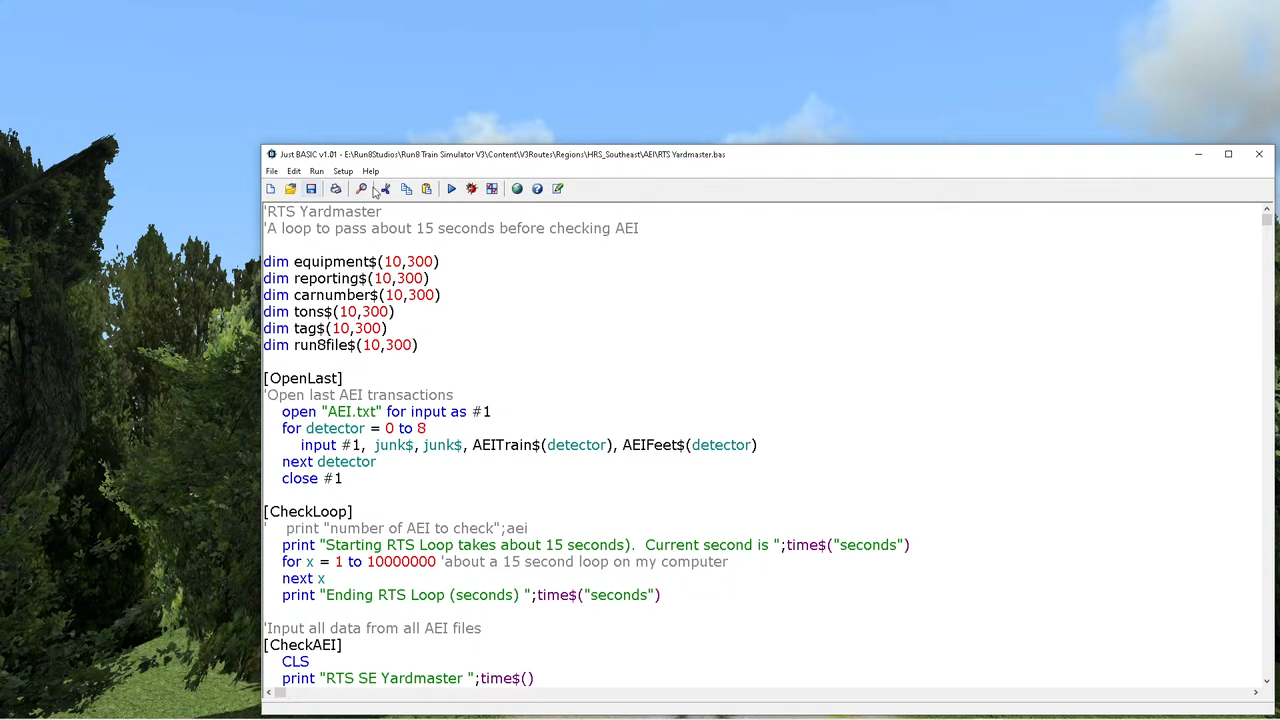 Just BASIC v1.01 - E:\Run8Studios\Run8 Train Simulator V3\Content\V3Routes\Regions\HRS_Southeast\AEI\RTS Yardmaster.bas
File Edit Run Setup Help
'RTS Yardmaster
'A loop to pass about 15 seconds before checking AEI
dim equipment$(10,300)
dim reporting$(10,300)
dim carnumber$(10,300)
dim tons$(10,300)
dim tag$(10,300)
dim run8file$(10,300)
[OpenLast]
'Open last AEI transactions
open "AEI.txt" for input as #1
for detector = 0 to 8
input #1, junk$, junk$, AEITrain$(detector), AEIFeet$(detector)
next detector
close #1
[CheckLoop]
' print "number of AEI to check";aei
print "Starting RTS Loop takes about 15 seconds). Current second is ";time$("seconds")
for x = 1 to 10000000 'about a 15 second loop on my computer
next x
print "Ending RTS Loop (seconds) ";time$("seconds")
'Input all data from all AEI files
[CheckAEI]
CLS
print "RTS SE Yardmaster ";time$()